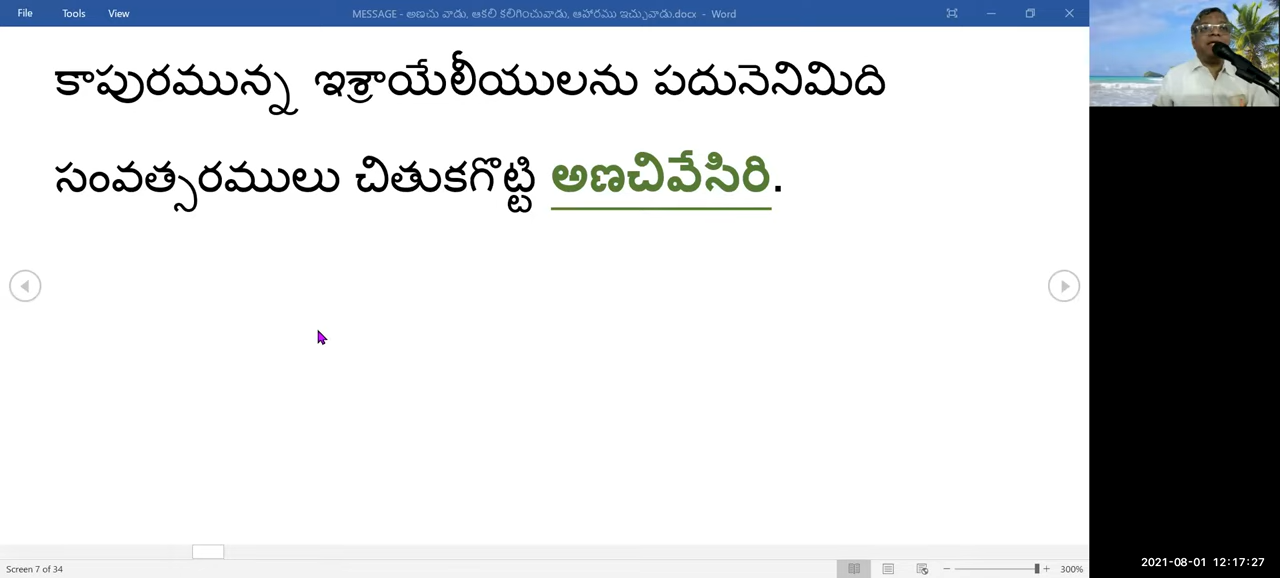 File Tools View MESSAGE - అణచు వాడు, ఆకలి కలిగించువాడు, ఆహారము ఇచ్చువాడు.docx - Word
కాపురమున్న ఇశ్రాయేలీయులను పదునెనిమిది
సంవత్సరములు చితుకగొట్టి అణచివేసిరి.
2021-08-01 12:17:27
Screen 7 of 34 300%